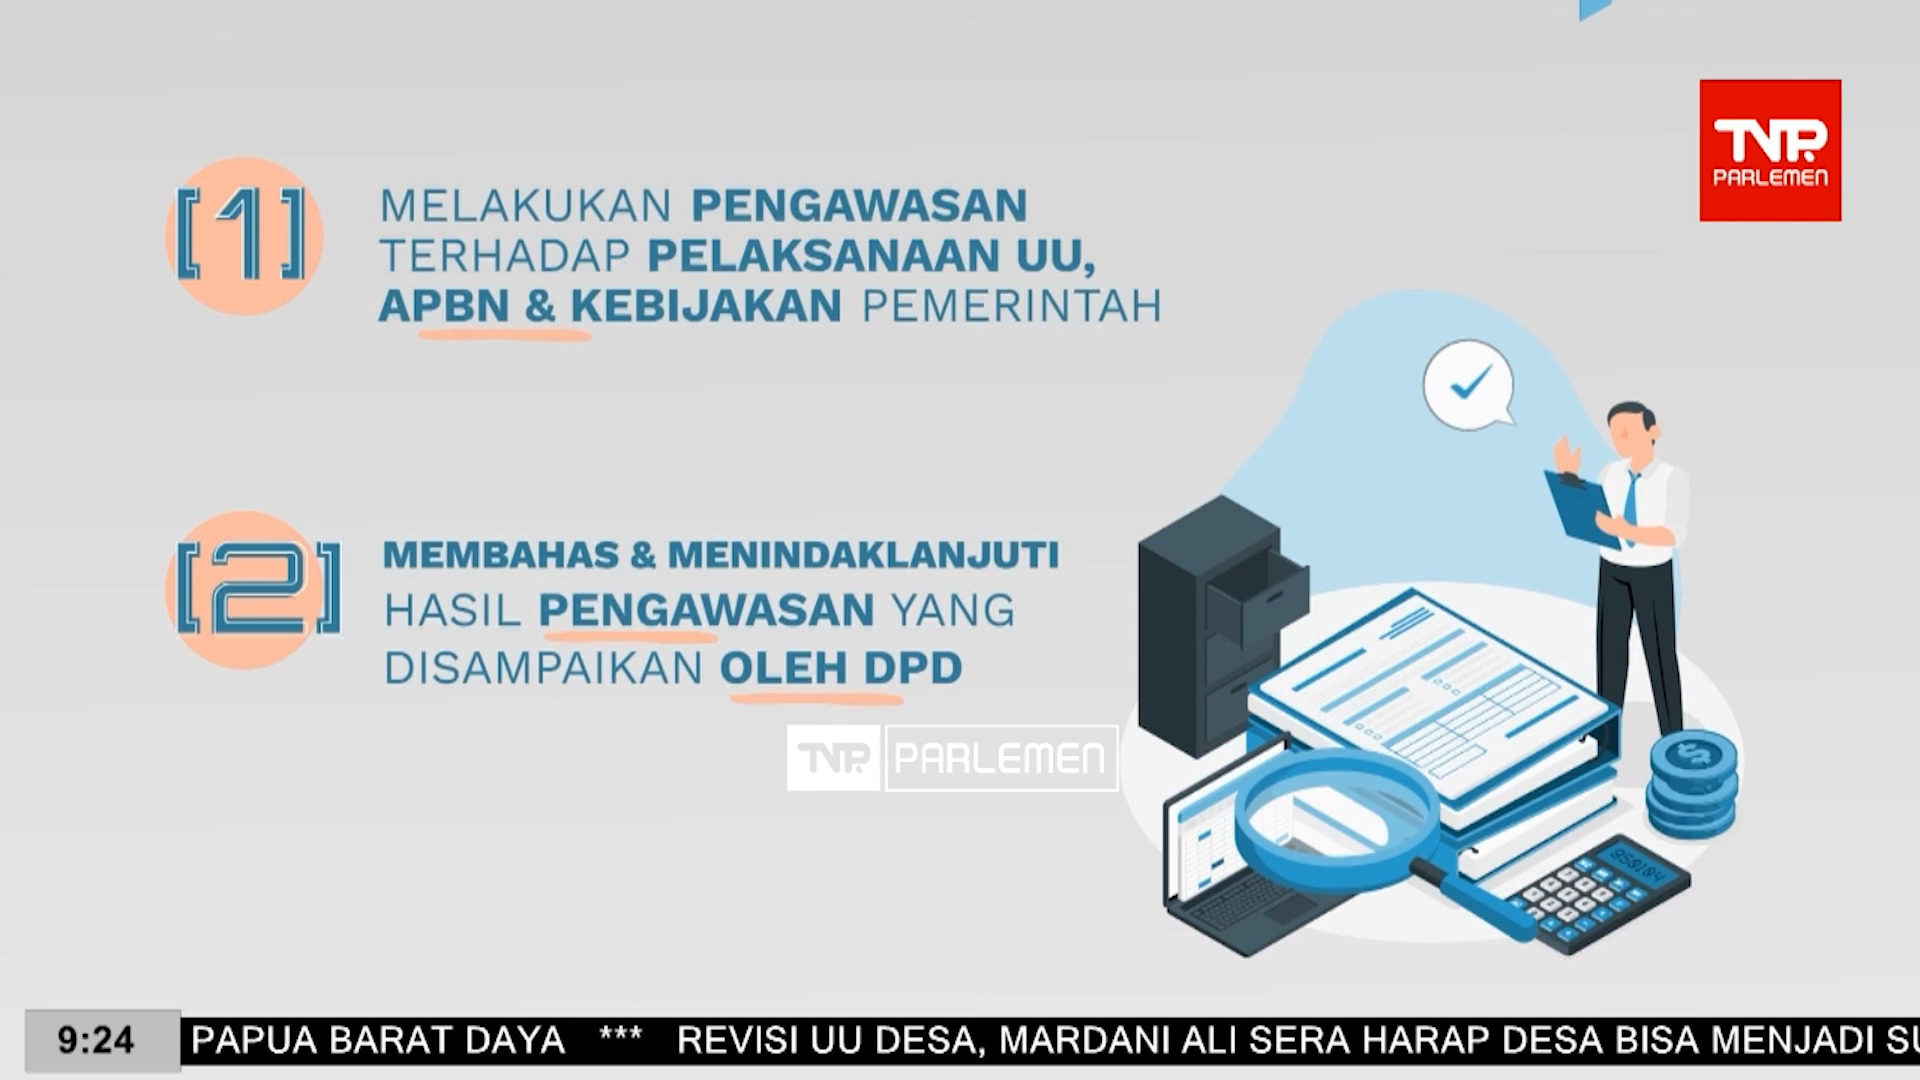 TVR
PARLEMEN
[1]
MELAKUKAN PENGAWASAN
TERHADAP PELAKSANAAN UU,
APBN & KEBIJAKAN PEMERINTAH
[2]
MEMBAHAS & MENINDAKLANJUTI
HASIL PENGAWASAN YANG
DISAMPAIKAN OLEH DPD
TVR PARLEMEN
950184
9:24 PAPUA BARAT DAYA *** REVISI UU DESA, MARDANI ALI SERA HARAP DESA BISA MENJADI